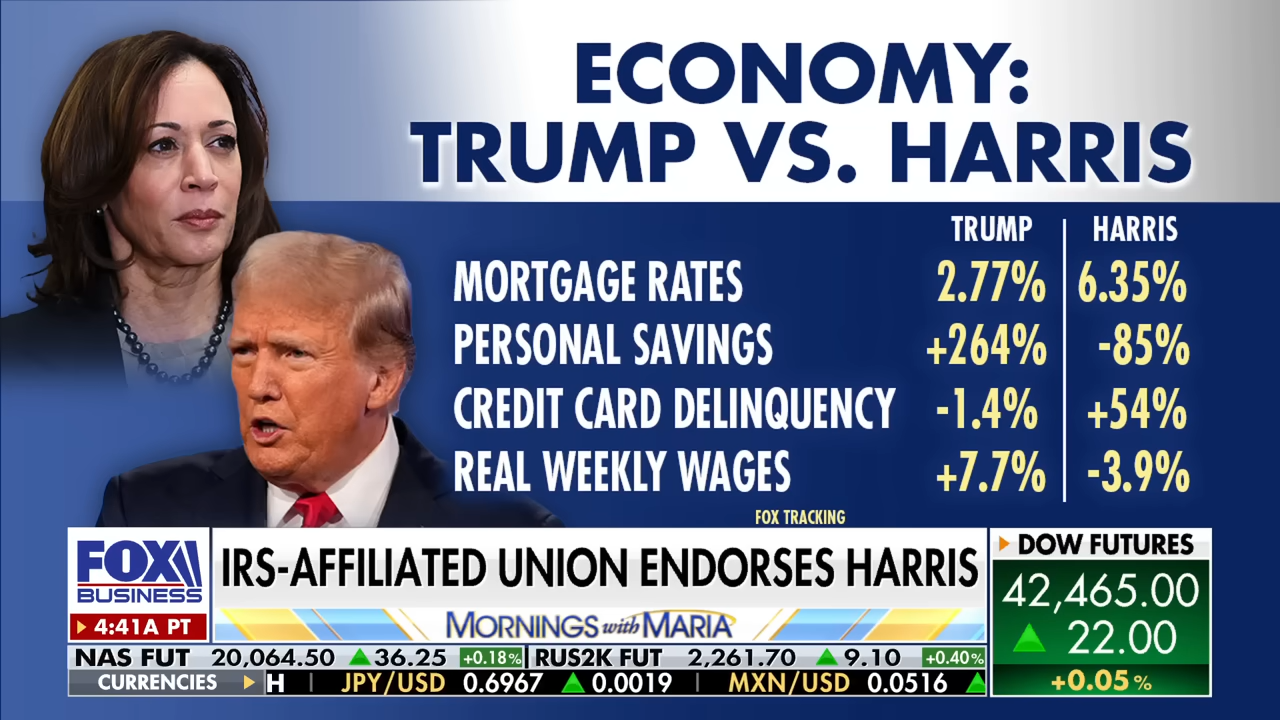 ECONOMY:
TRUMP VS. HARRIS
TRUMP HARRIS
MORTGAGE RATES 2.77% 6.35%
PERSONAL SAVINGS +264% -85%
CREDIT CARD DELINQUENCY -1.4% +54%
REAL WEEKLY WAGES +7.7% -3.9%
FOX TRACKING
FOX
BUSINESS
4:41A PT
IRS-AFFILIATED UNION ENDORSES HARRIS
MORNINGS with MARIA
DOW FUTURES
42,465.00
22.00
+0.05%
NAS FUT 20,064.50 36.25 +0.18% RUS2K FUT 2,261.70 9.10 +0.40%
CURRENCIES H JPY/USD 0.6967 0.0019 MXN/USD 0.0516